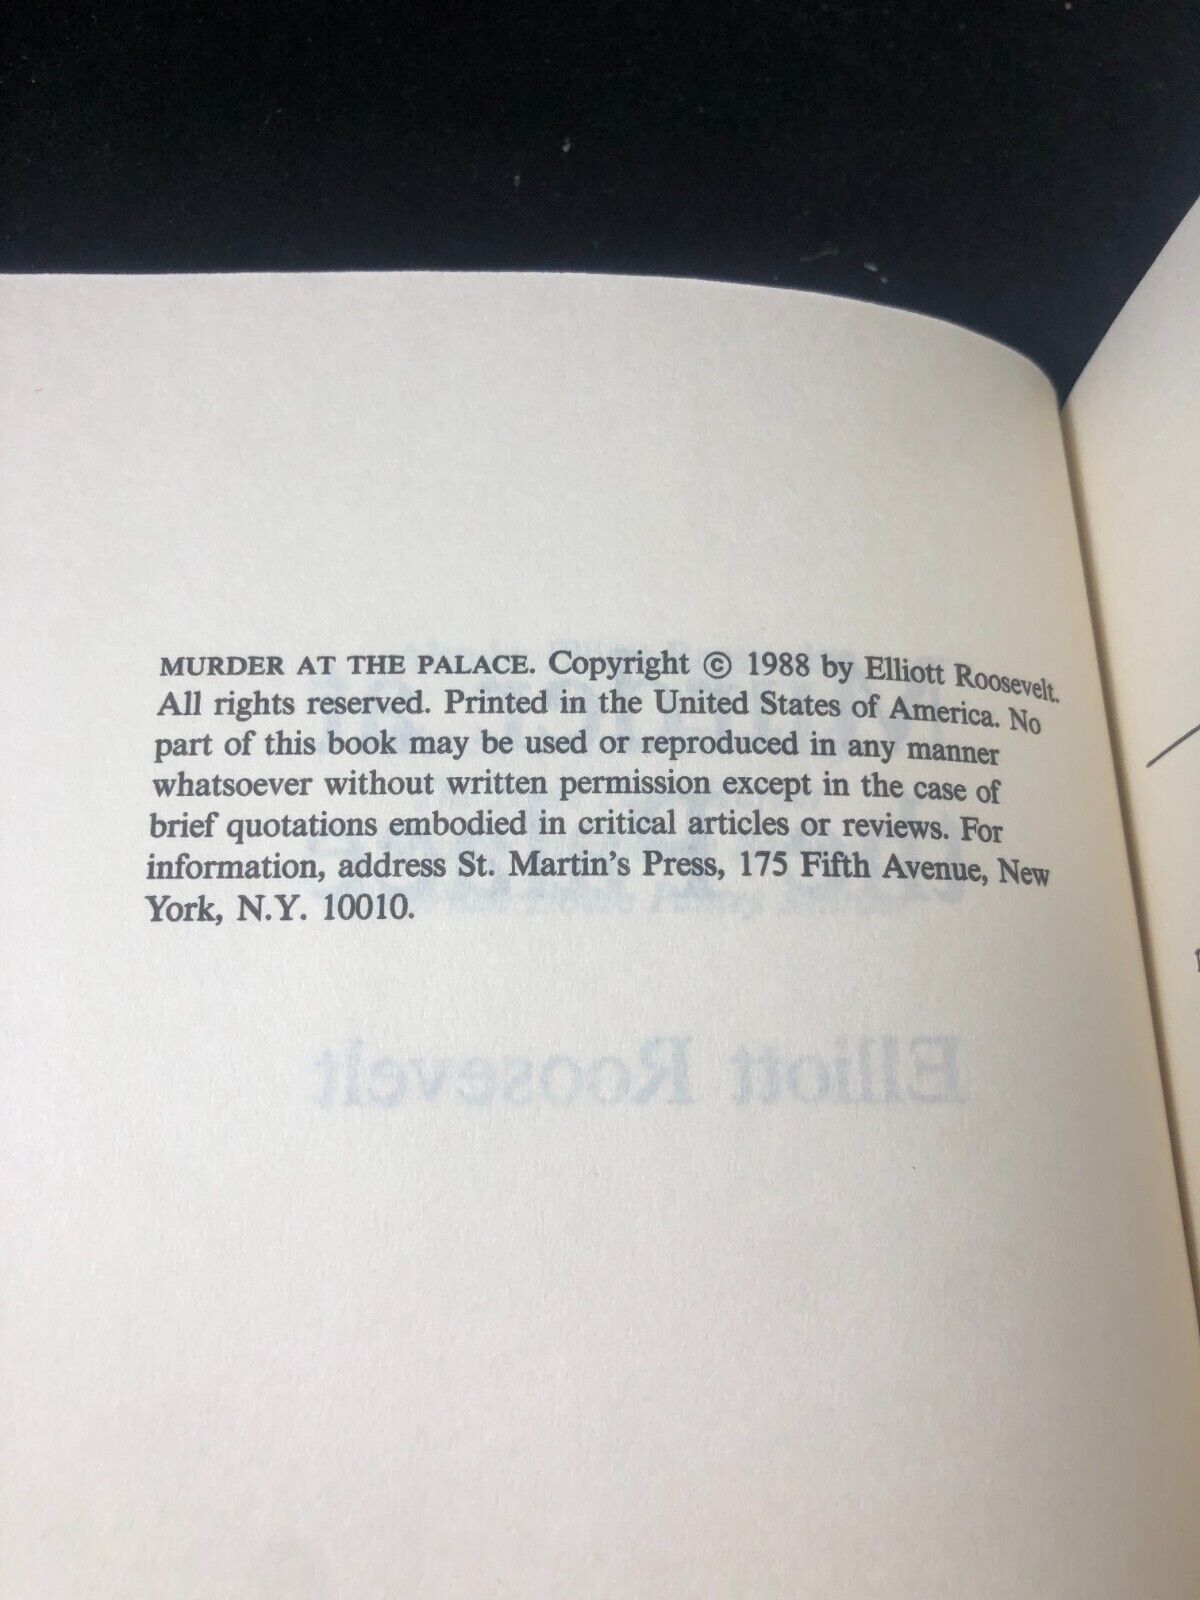 MURDER AT THE PALACE. Copyright © 1988 by Elliott Roosevelt.
All rights reserved. Printed in the United States of America. No
part of this book may be used or reproduced in any manner
whatsoever without written permission except in the case of
brief quotations embodied in critical articles or reviews. For
information, address St. Martin's Press, 175 Fifth Avenue, New
York, N.Y. 10010.
Elliott Roosevelt